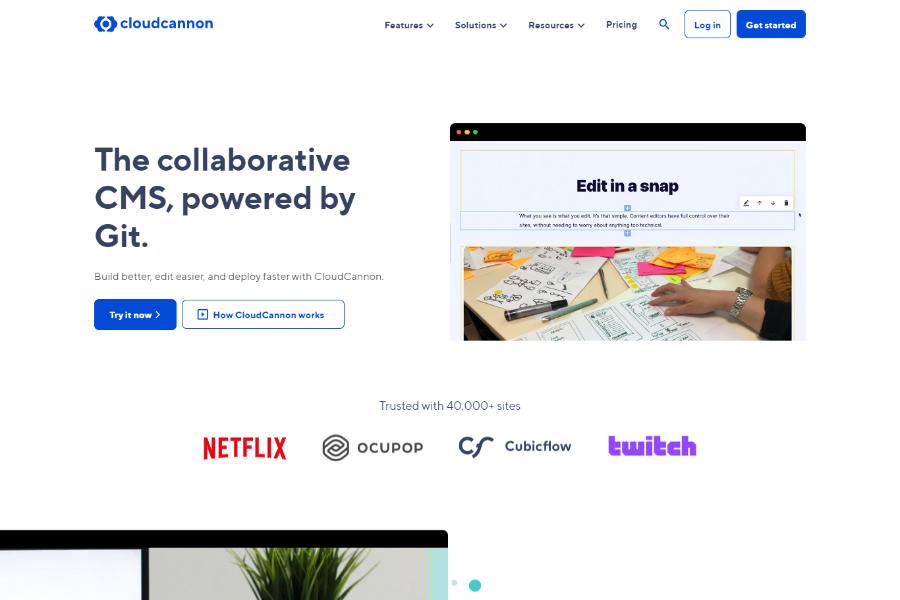 cloudcannon
Features
Solutions
Resources
Pricing
Log in
Get started
The collaborative
CMS, powered by
Git.
Build better, edit easier, and deploy faster with CloudCannon.
Try it now
How CloudCannon works
Edit in a snap
What you see is what you edit. It's that simple. Content editors have full control over their
sites, without needing to worry about anything too technical.
Trusted with 40,000+ sites
NETFLIX
OCUPOP
Cubicflow
twitch